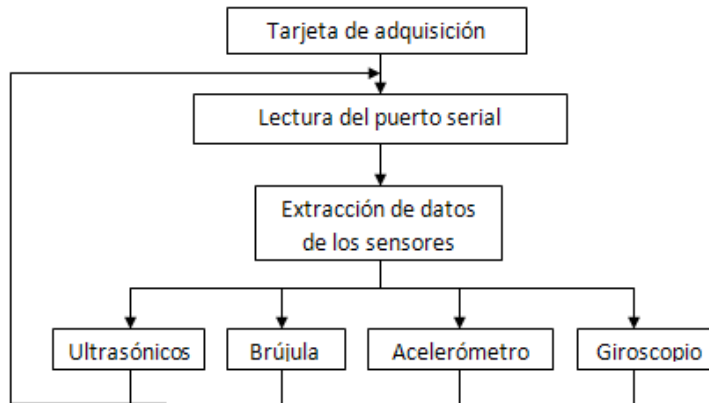 Tarjeta de adquisición
Lectura del puerto serial
Extracción de datos
de los sensores
Ultrasónicos
Brújula
Acelerómetro
Giroscopio